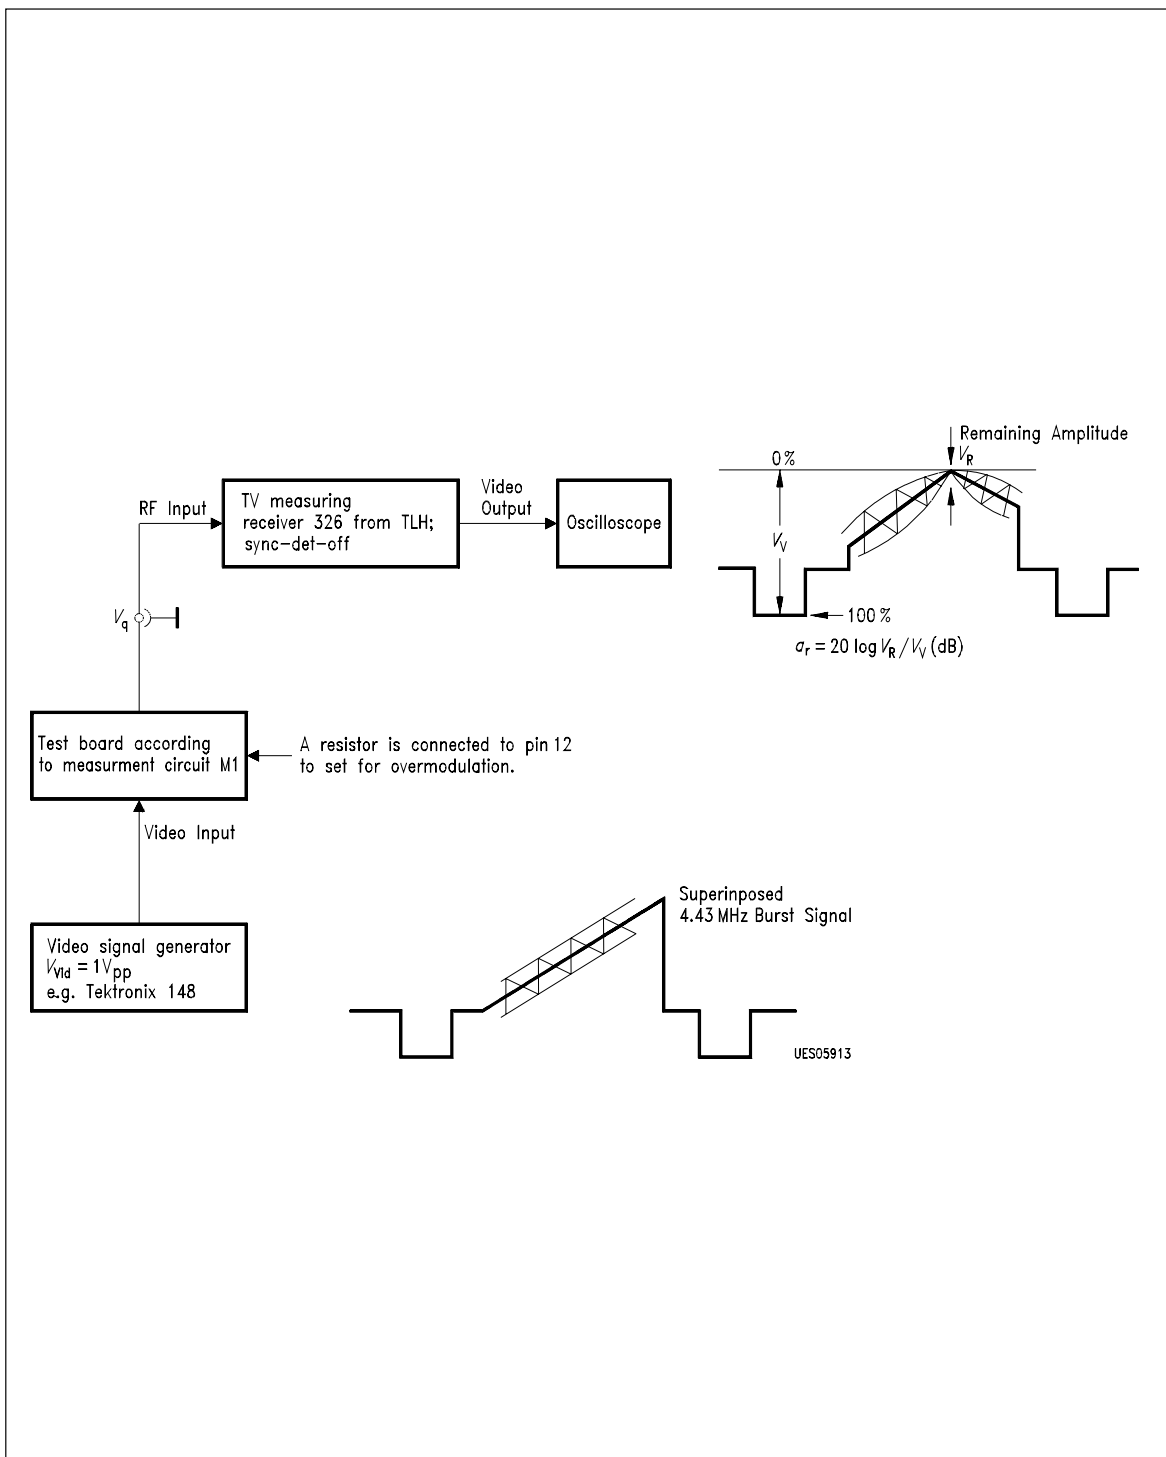 Remaining Amplitude
V_R
0%
RF Input
TV measuring
receiver 326 from TLH;
sync-det-off
Video
Output
Oscilloscope
V_V
100%
a_r = 20 log V_R/V_V (dB)
V_q
Test board according
to measurment circuit M1
A resistor is connected to pin 12
to set for overmodulation.
Video Input
Video signal generator
V_Vid = 1V_pp
e.g. Tektronix 148
Superinposed
4.43 MHz Burst Signal
UES05913